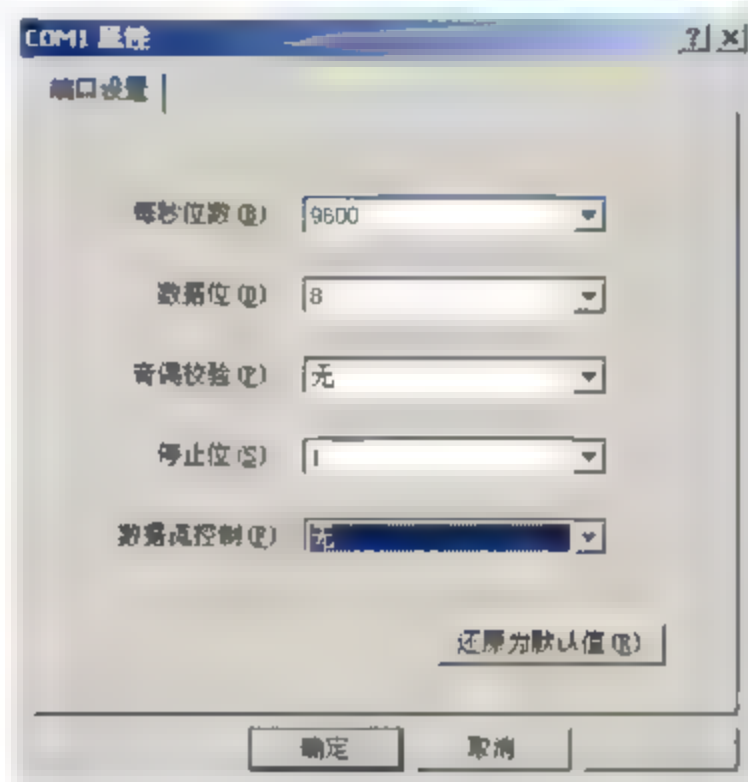 COM1 属性
端口设置
每秒位数(B) 9600
数据位(D) 8
奇偶校验(P) 无
停止位(S) 1
数据流控制(F) 无
还原为默认值(R)
确定 取消